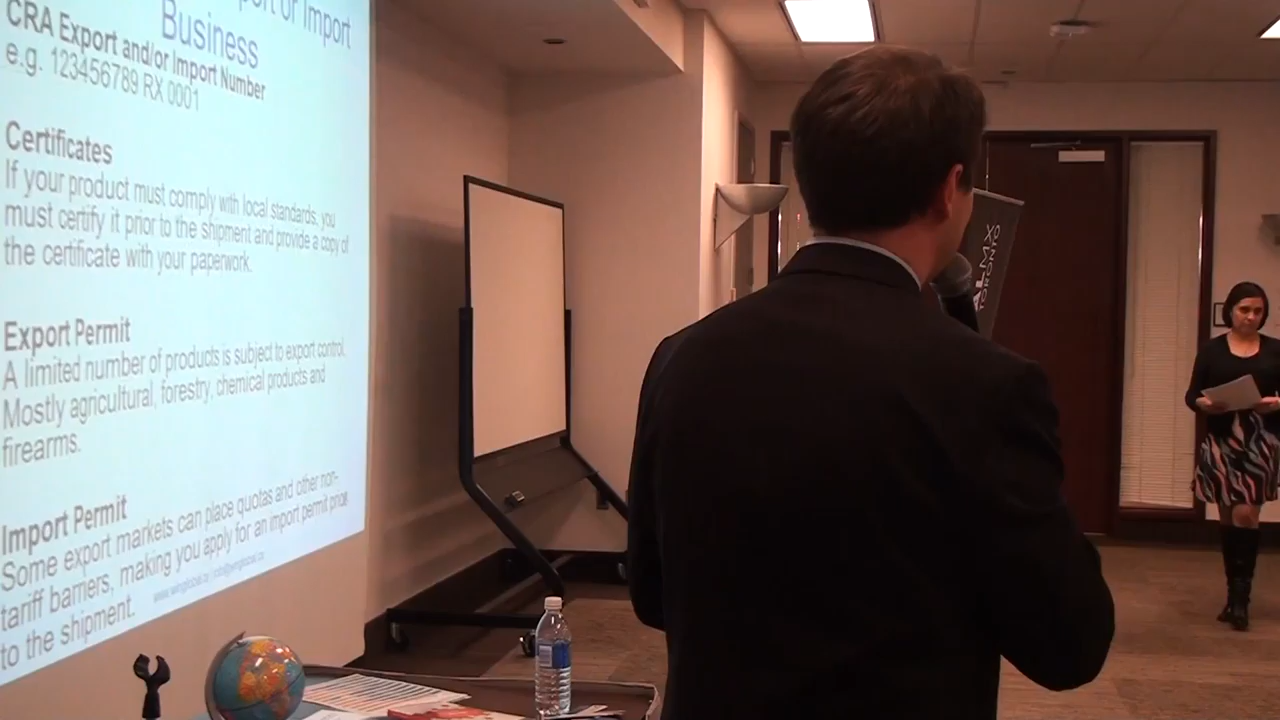 port or Import
Business
CRA Export and/or Import Number
e.g. 123456789 RX 0001
Certificates
If your product must comply with local standards, you
must certify it prior to the shipment and provide a copy of
the certificate with your paperwork.
Export Permit
A limited number of products is subject to export control.
Mostly agricultural, forestry, chemical products and
firearms.
Import Permit
Some export markets can place quotas and other non-
tariff barriers, making you apply for an import permit prior
to the shipment.
ALMX
TORONTO